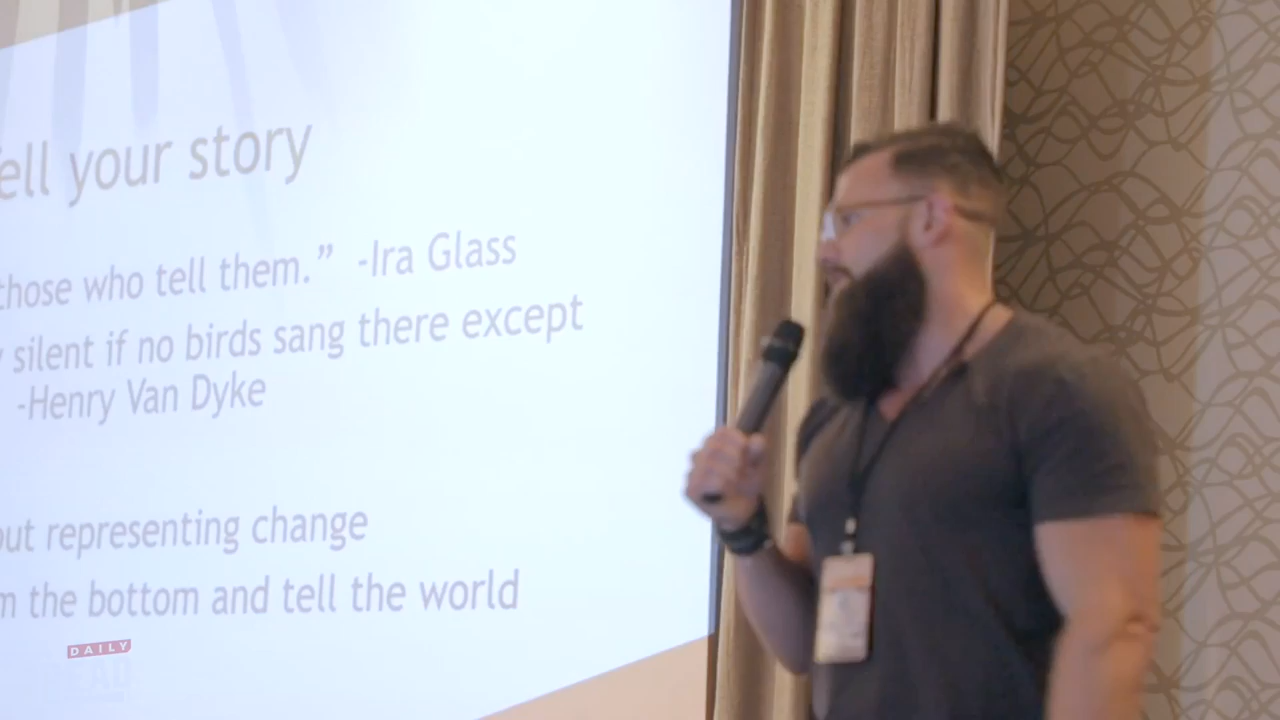 ell your story
those who tell them.” -Ira Glass
silent if no birds sang there except
-Henry Van Dyke
out representing change
m the bottom and tell the world
DAILY
DEAD